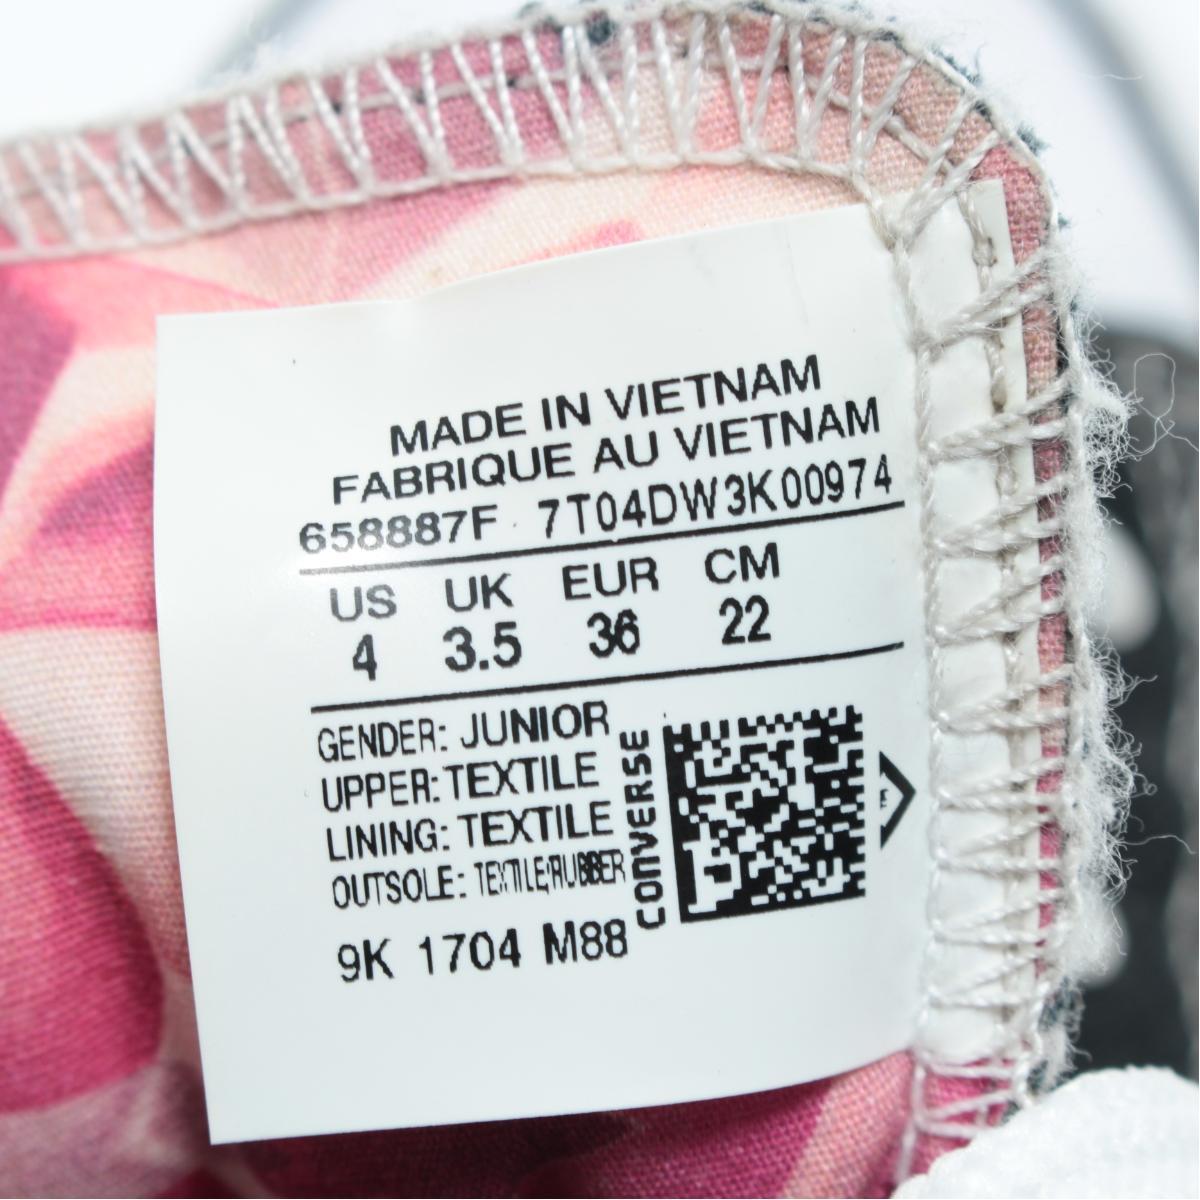 MADE IN VIETNAM
FABRIQUE AU VIETNAM
658887F 7T04DW3K00974
US UK EUR CM
4 3.5 36 22
GENDER: JUNIOR
UPPER: TEXTILE
LINING: TEXTILE
OUTSOLE: TEXTILE/RUBBER
CONVERSE
9K 1704 M88